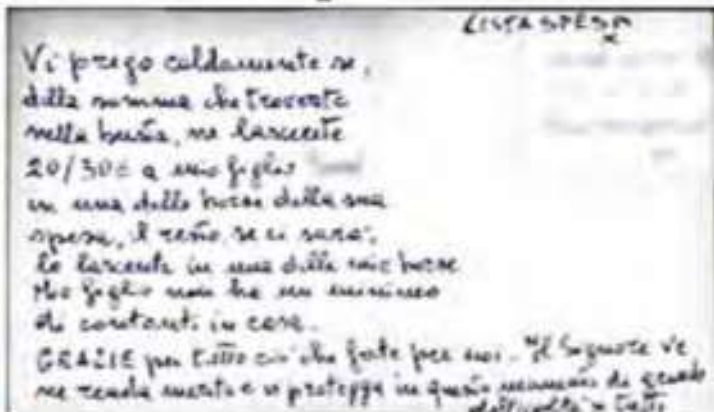 LISTA SPESA
Vi prego caldamente se,
della somma che trovate
nella busta, ne lascerete
20/30€ a mio figlio
in una delle borse della sua
spesa, il resto se ci sarà,
lo lascerete in una delle mie borse
Mio figlio non ha un minimo
di contanti in casa.
GRAZIE per tutto ciò che fate per noi. Il Signore ve
ne renda merito e vi protegga in questo momento di grande
difficoltà tutti